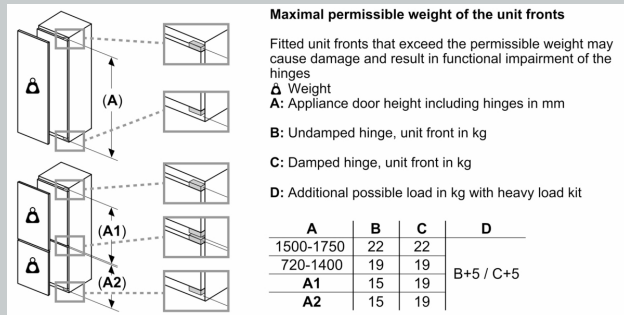 Maximal permissible weight of the unit fronts
Fitted unit fronts that exceed the permissible weight may
cause damage and result in functional impairment of the
hinges
Weight
A: Appliance door height including hinges in mm
B: Undamped hinge, unit front in kg
C: Damped hinge, unit front in kg
D: Additional possible load in kg with heavy load kit
(A)
(A1)
(A2)
A B C D
1500-1750 22 22
720-1400 19 19
B+5 / C+5
A1 15 19
A2 15 19